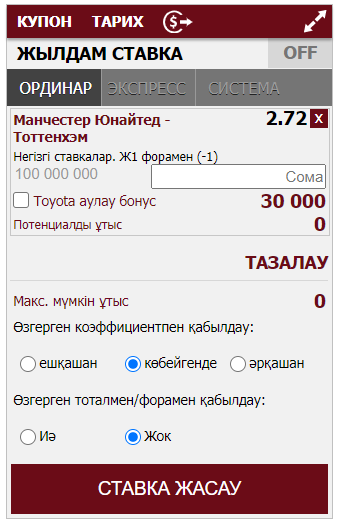 КУПОН ТАРИХ $
ЖЫЛДАМ СТАВКА OFF
ОРДИНАР ЭКСПРЕСС СИСТЕМА
Манчестер Юнайтед - 2.72 X
Тоттенхэм
Негізгі ставкалар. Ж1 форамен (-1)
100 000 000 Сома
Toyota аулау бонус 30 000
Потенциалды ұтыс 0
ТАЗАЛАУ
Макс. мүмкін ұтыс 0
Өзгерген коэффициентпен қабылдау:
ешқашан көбейгенде әрқашан
Өзгерген тоталмен/форамен қабылдау:
Иә Жок
СТАВКА ЖАСАУ